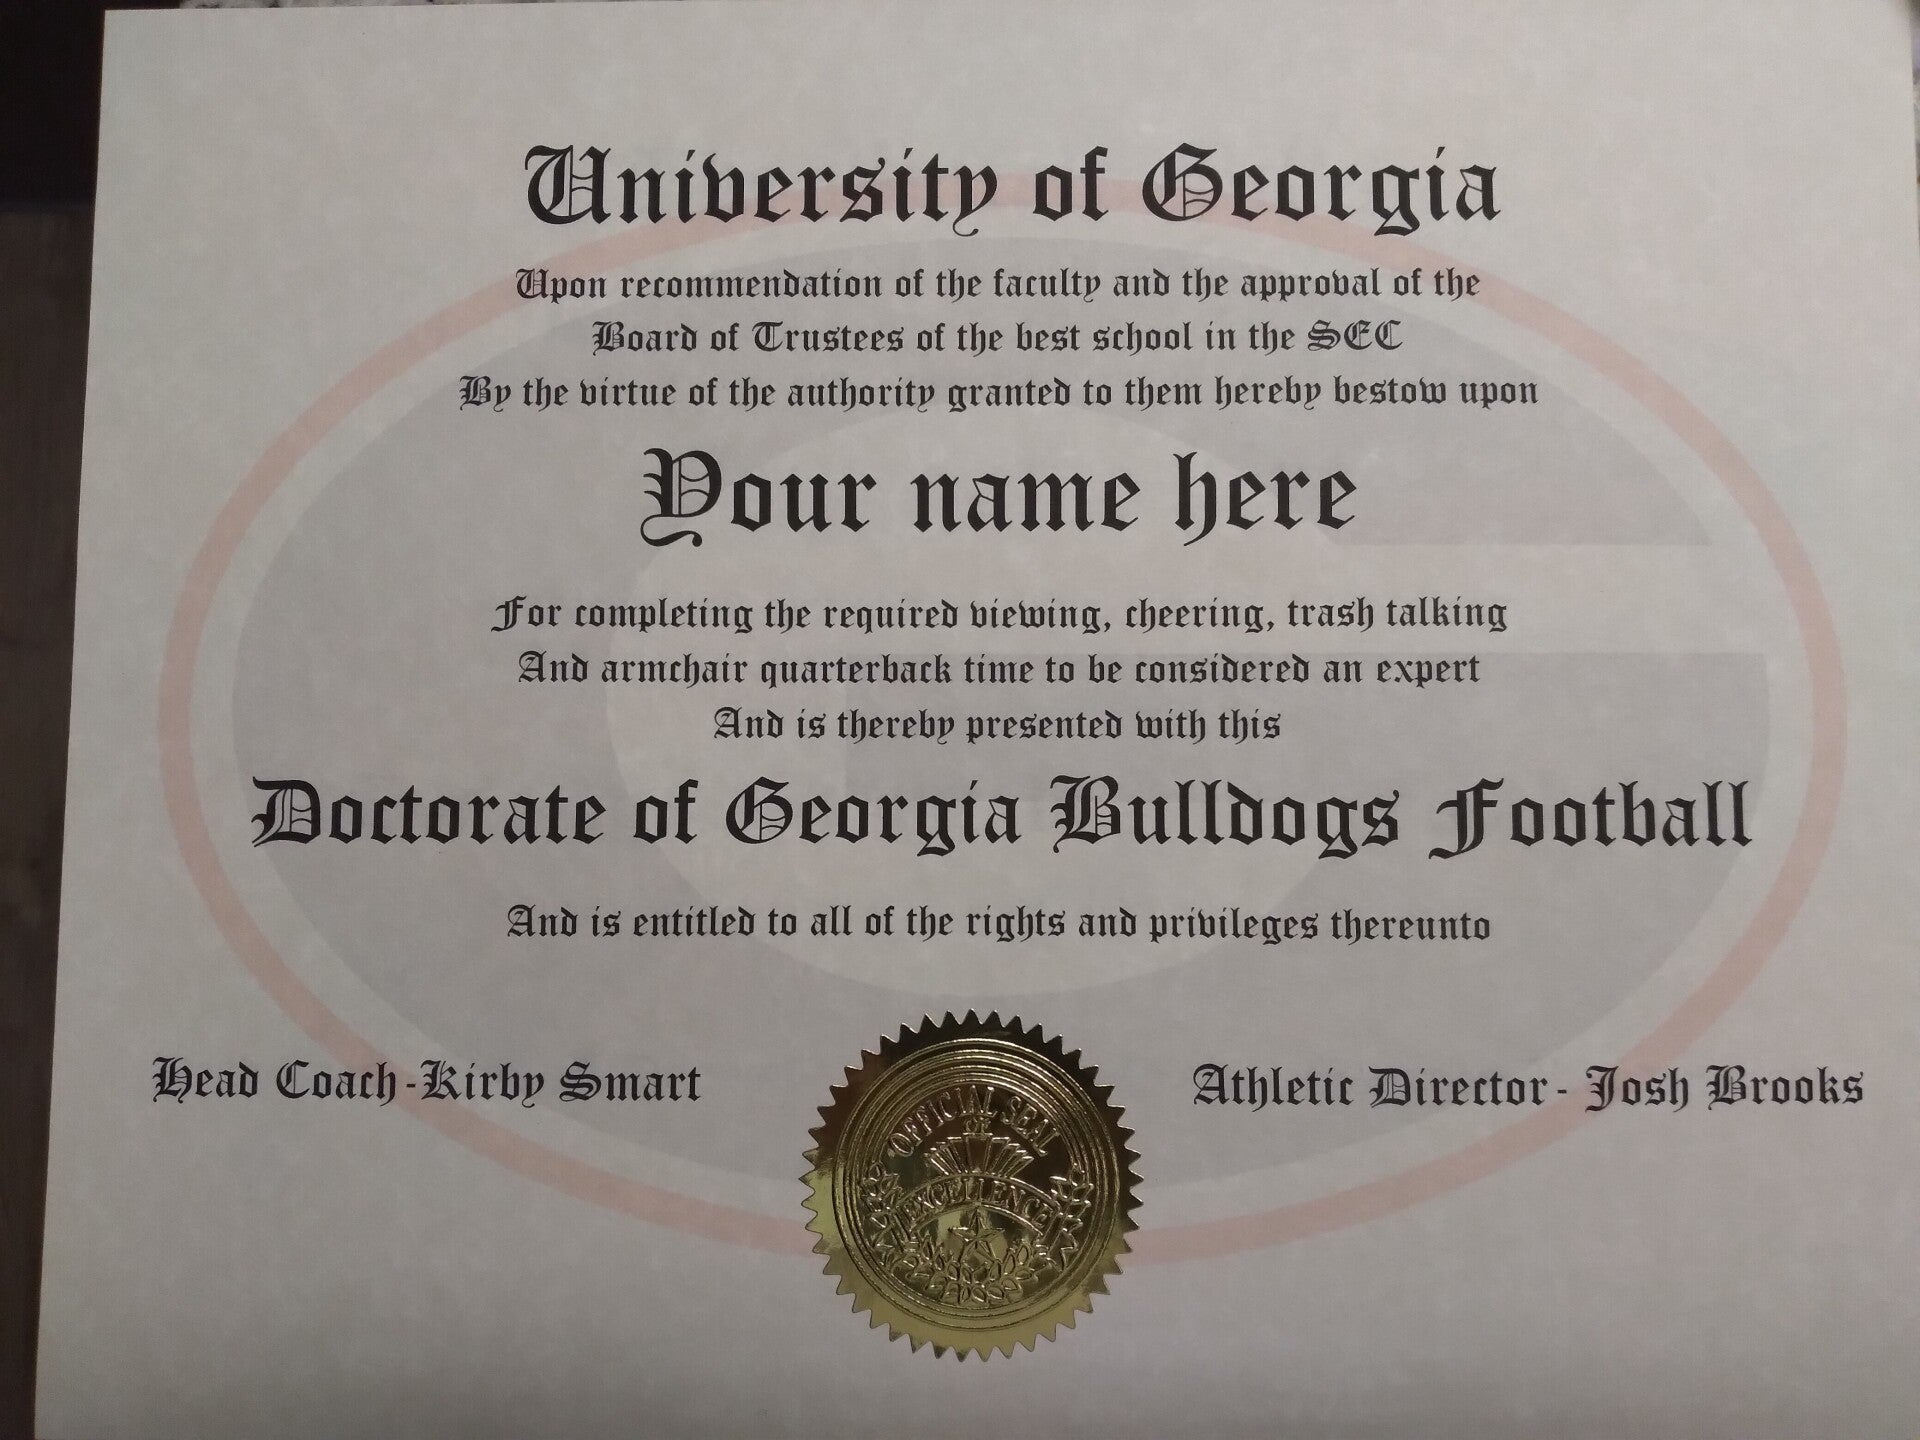 University of Georgia
Upon recommendation of the faculty and the approval of the
Board of Trustees of the best school in the SEC
By the virtue of the authority granted to them hereby bestow upon
Your name here
For completing the required viewing, cheering, trash talking
And armchair quarterback time to be considered an expert
And is thereby presented with this
Doctorate of Georgia Bulldogs Football
And is entitled to all of the rights and privileges thereunto
Head Coach-Kirby Smart
Athletic Director- Josh Brooks
OFFICIAL SEAL
OF
EXCELLENCE